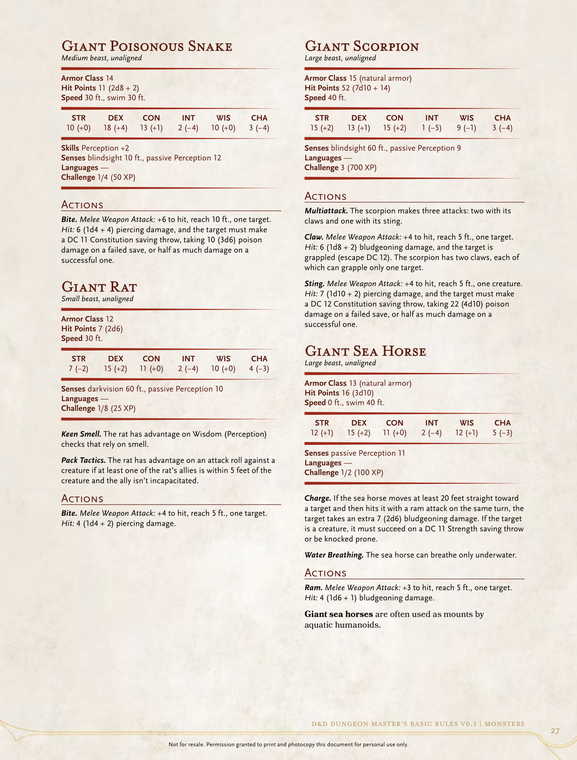 Giant Poisonous Snake
Medium beast, unaligned
Armor Class 14
Hit Points 11 (2d8 + 2)
Speed 30 ft., swim 30 ft.
STR DEX CON INT WIS CHA
10 (+0) 18 (+4) 13 (+1) 2 (−4) 10 (+0) 3 (−4)
Skills Perception +2
Senses blindsight 10 ft., passive Perception 12
Languages —
Challenge 1/4 (50 XP)
Actions
Bite. Melee Weapon Attack: +6 to hit, reach 10 ft., one target.
Hit: 6 (1d4 + 4) piercing damage, and the target must make
a DC 11 Constitution saving throw, taking 10 (3d6) poison
damage on a failed save, or half as much damage on a
successful one.
Giant Rat
Small beast, unaligned
Armor Class 12
Hit Points 7 (2d6)
Speed 30 ft.
STR DEX CON INT WIS CHA
7 (−2) 15 (+2) 11 (+0) 2 (−4) 10 (+0) 4 (−3)
Senses darkvision 60 ft., passive Perception 10
Languages —
Challenge 1/8 (25 XP)
Keen Smell. The rat has advantage on Wisdom (Perception)
checks that rely on smell.
Pack Tactics. The rat has advantage on an attack roll against a
creature if at least one of the rat's allies is within 5 feet of the
creature and the ally isn't incapacitated.
Actions
Bite. Melee Weapon Attack: +4 to hit, reach 5 ft., one target.
Hit: 4 (1d4 + 2) piercing damage.
Giant Scorpion
Large beast, unaligned
Armor Class 15 (natural armor)
Hit Points 52 (7d10 + 14)
Speed 40 ft.
STR DEX CON INT WIS CHA
15 (+2) 13 (+1) 15 (+2) 1 (−5) 9 (−1) 3 (−4)
Senses blindsight 60 ft., passive Perception 9
Languages —
Challenge 3 (700 XP)
Actions
Multiattack. The scorpion makes three attacks: two with its
claws and one with its sting.
Claw. Melee Weapon Attack: +4 to hit, reach 5 ft., one target.
Hit: 6 (1d8 + 2) bludgeoning damage, and the target is
grappled (escape DC 12). The scorpion has two claws, each of
which can grapple only one target.
Sting. Melee Weapon Attack: +4 to hit, reach 5 ft., one creature.
Hit: 7 (1d10 + 2) piercing damage, and the target must make
a DC 12 Constitution saving throw, taking 22 (4d10) poison
damage on a failed save, or half as much damage on a
successful one.
Giant Sea Horse
Large beast, unaligned
Armor Class 13 (natural armor)
Hit Points 16 (3d10)
Speed 0 ft., swim 40 ft.
STR DEX CON INT WIS CHA
12 (+1) 15 (+2) 11 (+0) 2 (−4) 12 (+1) 5 (−3)
Senses passive Perception 11
Languages —
Challenge 1/2 (100 XP)
Charge. If the sea horse moves at least 20 feet straight toward
a target and then hits it with a ram attack on the same turn, the
target takes an extra 7 (2d6) bludgeoning damage. If the target
is a creature, it must succeed on a DC 11 Strength saving throw
or be knocked prone.
Water Breathing. The sea horse can breathe only underwater.
Actions
Ram. Melee Weapon Attack: +3 to hit, reach 5 ft., one target.
Hit: 4 (1d6 + 1) bludgeoning damage.
Giant sea horses are often used as mounts by
aquatic humanoids.
D&D Dungeon Master's Basic Rules v0.3 | Monsters
27
Not for resale. Permission granted to print and photocopy this document for personal use only.